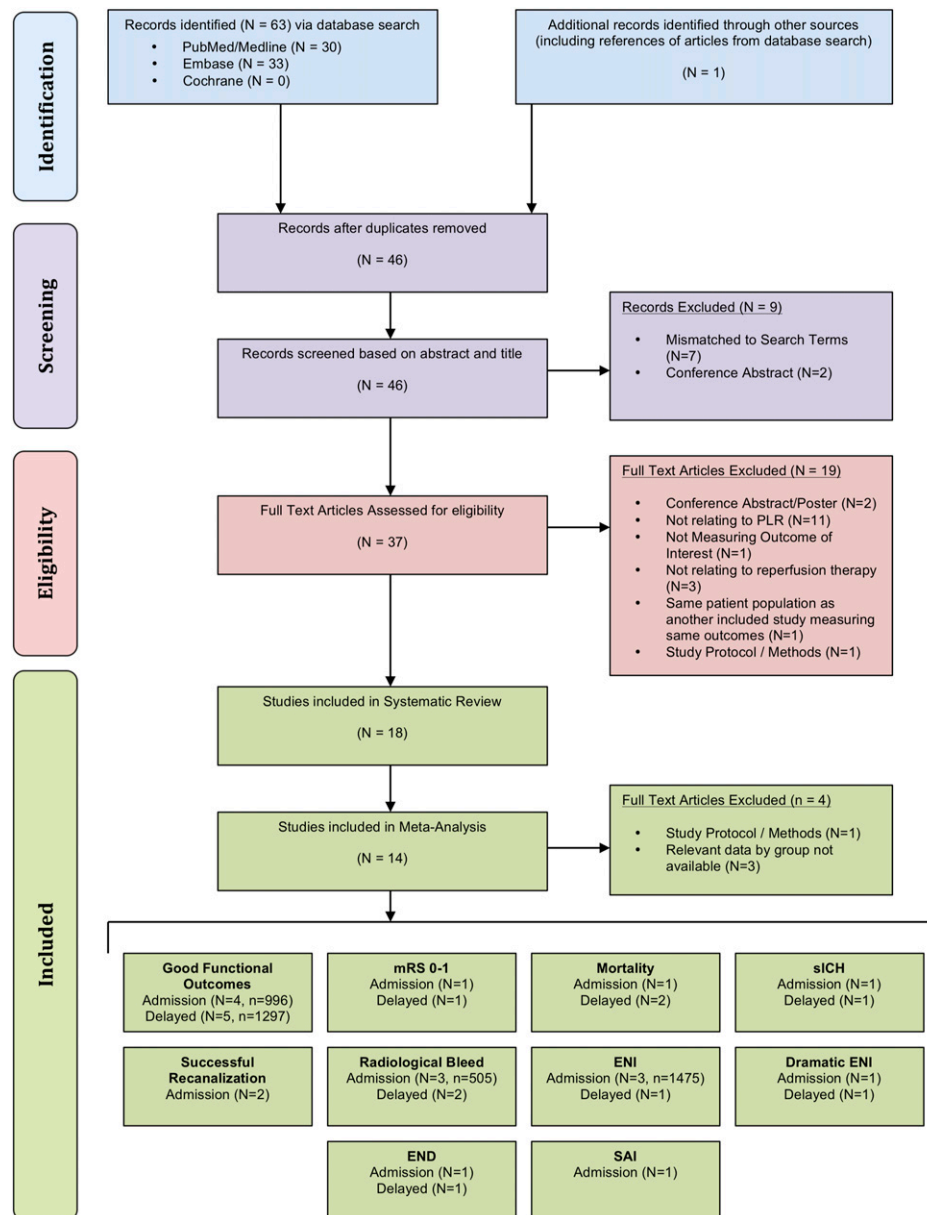 Identification
Records identified (N = 63) via database search
• PubMed/Medline (N = 30)
• Embase (N = 33)
• Cochrane (N = 0)
Additional records identified through other sources
(including references of articles from database search)
(N = 1)
Screening
Records after duplicates removed
(N = 46)
Records screened based on abstract and title
(N = 46)
Records Excluded (N = 9)
• Mismatched to Search Terms
(N=7)
• Conference Abstract (N=2)
Eligibility
Full Text Articles Assessed for eligibility
(N = 37)
Full Text Articles Excluded (N = 19)
• Conference Abstract/Poster (N=2)
• Not relating to PLR (N=11)
• Not Measuring Outcome of
Interest (N=1)
• Not relating to reperfusion therapy
(N=3)
• Same patient population as
another included study measuring
same outcomes (N=1)
• Study Protocol / Methods (N=1)
Included
Studies included in Systematic Review
(N = 18)
Studies included in Meta-Analysis
(N = 14)
Full Text Articles Excluded (n = 4)
• Study Protocol / Methods (N=1)
• Relevant data by group not
available (N=3)
Good Functional
Outcomes
Admission (N=4, n=996)
Delayed (N=5, n=1297)
mRS 0-1
Admission (N=1)
Delayed (N=1)
Mortality
Admission (N=1)
Delayed (N=2)
sICH
Admission (N=1)
Delayed (N=1)
Successful
Recanalization
Admission (N=2)
Radiological Bleed
Admission (N=3, n=505)
Delayed (N=2)
ENI
Admission (N=3, n=1475)
Delayed (N=1)
Dramatic ENI
Admission (N=1)
Delayed (N=1)
END
Admission (N=1)
Delayed (N=1)
SAI
Admission (N=1)